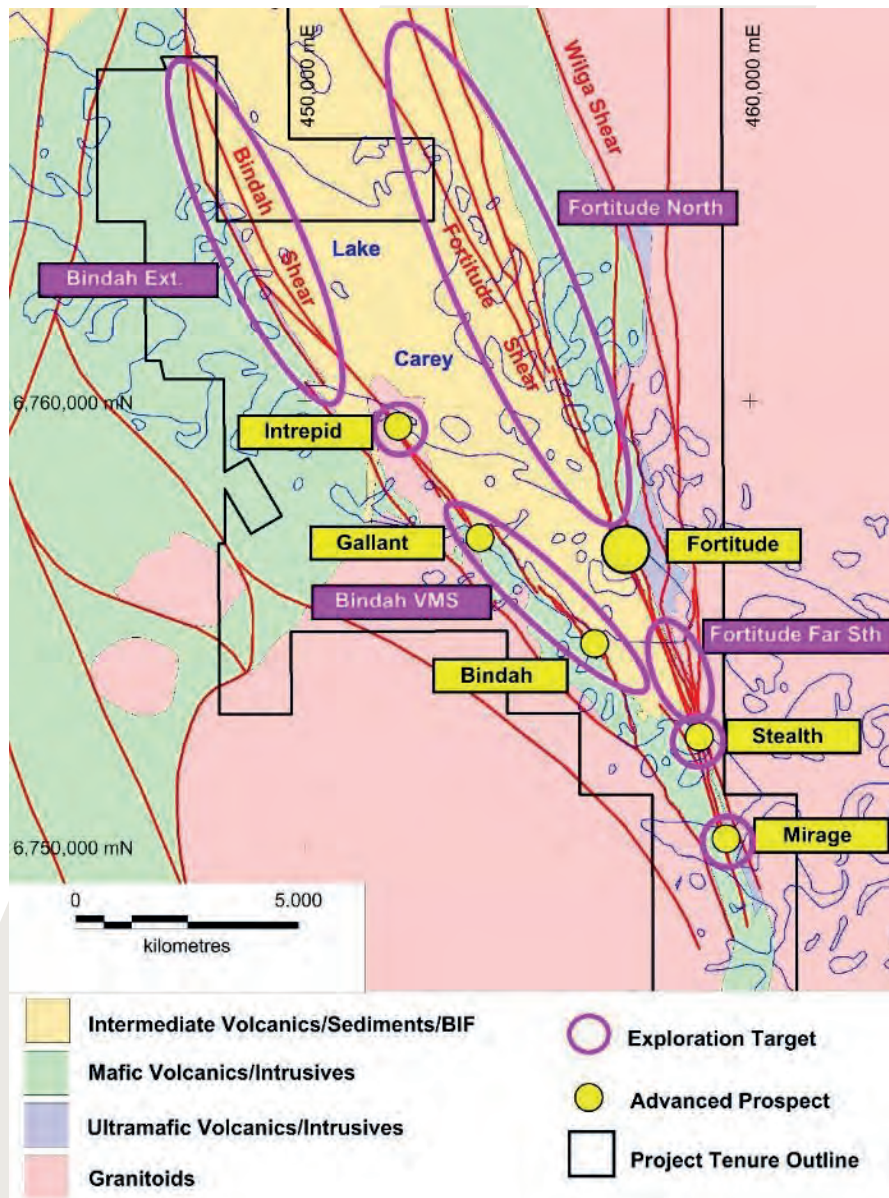 450,000 mE
460,000 mE
Wilga Shear
Bindah
Shear
Fortitude North
Lake
Fortitude
Shear
Bindah Ext.
Carey
6,760,000 mN
Intrepid
Gallant
Fortitude
Bindah VMS
Fortitude Far Sth
Bindah
Stealth
Mirage
6,750,000 mN
0 5.000
kilometres
Intermediate Volcanics/Sediments/BIF
Mafic Volcanics/Intrusives
Ultramafic Volcanics/Intrusives
Granitoids
Exploration Target
Advanced Prospect
Project Tenure Outline